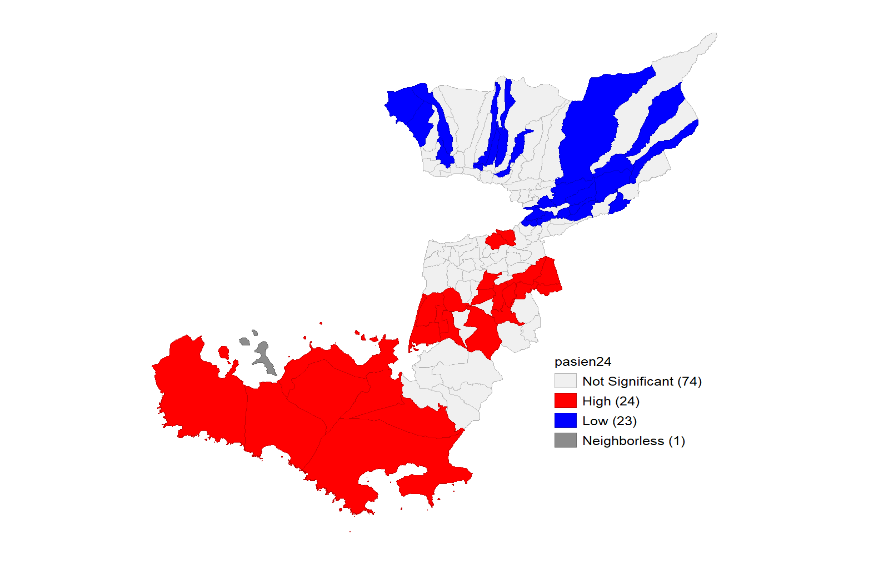 pasien24
Not Significant (74)
High (24)
Low (23)
Neighborless (1)